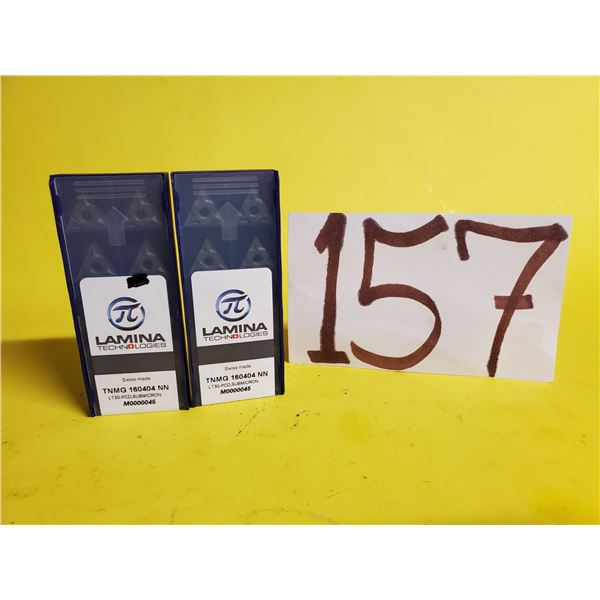 π
LAMINA
TECHNOLOGIES
Swiss made
TNMG 160404 NN
LT30-PCD,SUBMICRON
M0000045
π
LAMINA
TECHNOLOGIES
Swiss made
TNMG 160404 NN
LT30-PCD,SUBMICRON
M0000045
157